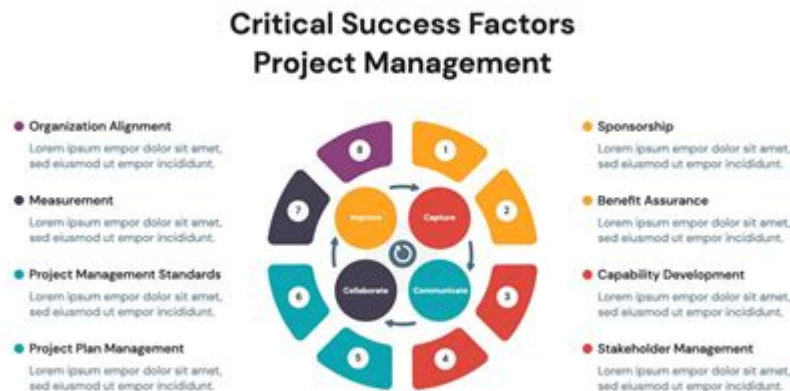 Critical Success Factors
Project Management
Organization Alignment
Lorem ipsum empor dolor sit amet,
sed eiusmod ut empor incididunt.
Measurement
Lorem ipsum empor dolor sit amet,
sed eiusmod ut empor incididunt.
Project Management Standards
Lorem ipsum empor dolor sit amet,
sed eiusmod ut empor incididunt.
Project Plan Management
Lorem ipsum empor dolor sit amet,
sed eiusmod ut empor incididunt.
8
1
7
2
6
3
5
4
Improve
Capture
Collaborate
Communicate
Sponsorship
Lorem ipsum empor dolor sit amet,
sed eiusmod ut empor incididunt.
Benefit Assurance
Lorem ipsum empor dolor sit amet,
sed eiusmod ut empor incididunt.
Capability Development
Lorem ipsum empor dolor sit amet,
sed eiusmod ut empor incididunt.
Stakeholder Management
Lorem ipsum empor dolor sit amet,
sed eiusmod ut empor incididunt.